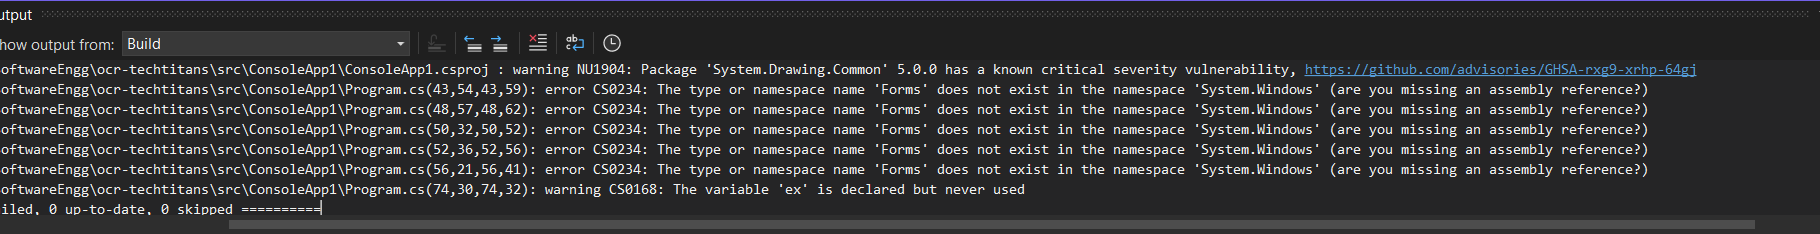 utput
how output from: Build
oftwareEngg\ocr-techtitans\src\ConsoleApp1\ConsoleApp1.csproj : warning NU1904: Package 'System.Drawing.Common' 5.0.0 has a known critical severity vulnerability, https://github.com/advisories/GHSA-rxg9-xrhp-64gj
oftwareEngg\ocr-techtitans\src\ConsoleApp1\Program.cs(43,54,43,59): error CS0234: The type or namespace name 'Forms' does not exist in the namespace 'System.Windows' (are you missing an assembly reference?)
oftwareEngg\ocr-techtitans\src\ConsoleApp1\Program.cs(48,57,48,62): error CS0234: The type or namespace name 'Forms' does not exist in the namespace 'System.Windows' (are you missing an assembly reference?)
oftwareEngg\ocr-techtitans\src\ConsoleApp1\Program.cs(50,32,50,52): error CS0234: The type or namespace name 'Forms' does not exist in the namespace 'System.Windows' (are you missing an assembly reference?)
oftwareEngg\ocr-techtitans\src\ConsoleApp1\Program.cs(52,36,52,56): error CS0234: The type or namespace name 'Forms' does not exist in the namespace 'System.Windows' (are you missing an assembly reference?)
oftwareEngg\ocr-techtitans\src\ConsoleApp1\Program.cs(56,21,56,41): error CS0234: The type or namespace name 'Forms' does not exist in the namespace 'System.Windows' (are you missing an assembly reference?)
oftwareEngg\ocr-techtitans\src\ConsoleApp1\Program.cs(74,30,74,32): warning CS0168: The variable 'ex' is declared but never used
iled, 0 up-to-date, 0 skipped ==========